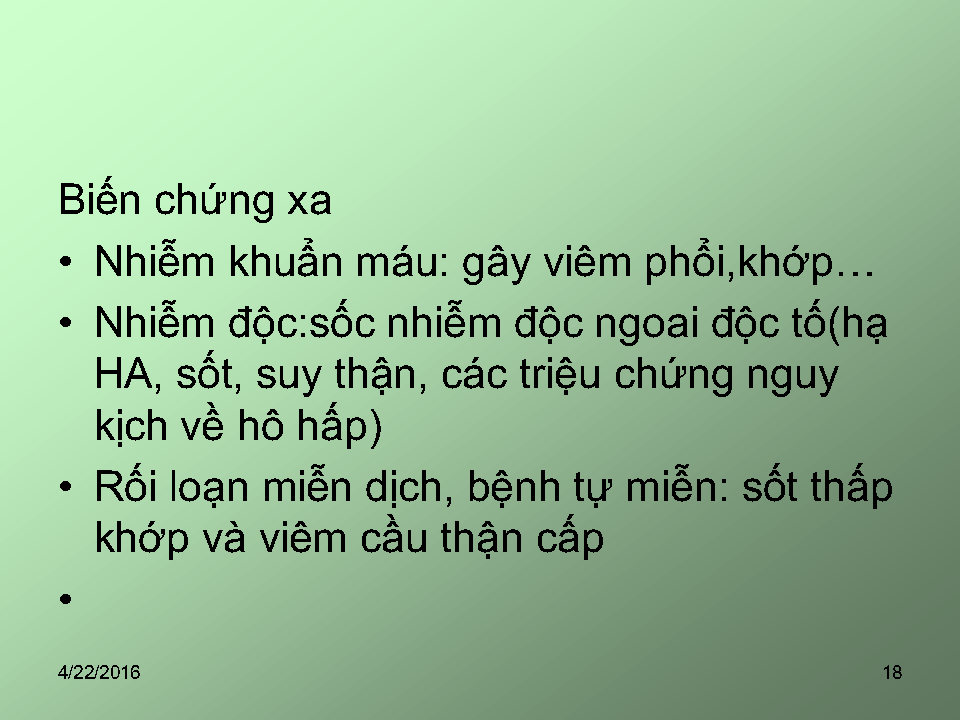 Biến chứng xa
• Nhiễm khuẩn máu: gây viêm phổi,khớp…
• Nhiễm độc:sốc nhiễm độc ngoai độc tố(hạ
HA, sốt, suy thận, các triệu chứng nguy
kịch về hô hấp)
• Rối loạn miễn dịch, bệnh tự miễn: sốt thấp
khớp và viêm cầu thận cấp
•
4/22/2016 18